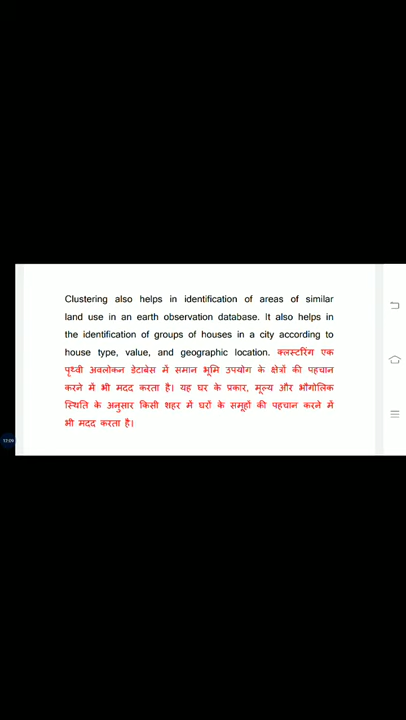 Clustering also helps in identification of areas of similar
land use in an earth observation database. It also helps in
the identification of groups of houses in a city according to
house type, value, and geographic location. क्लस्टरिंग एक
पृथ्वी अवलोकन डेटाबेस में समान भूमि उपयोग के क्षेत्रों की पहचान
करने में भी मदद करता है। यह घर के प्रकार, मूल्य और भौगोलिक
स्थिति के अनुसार किसी शहर में घरों के समूहों की पहचान करने में
भी मदद करता है।
17:09